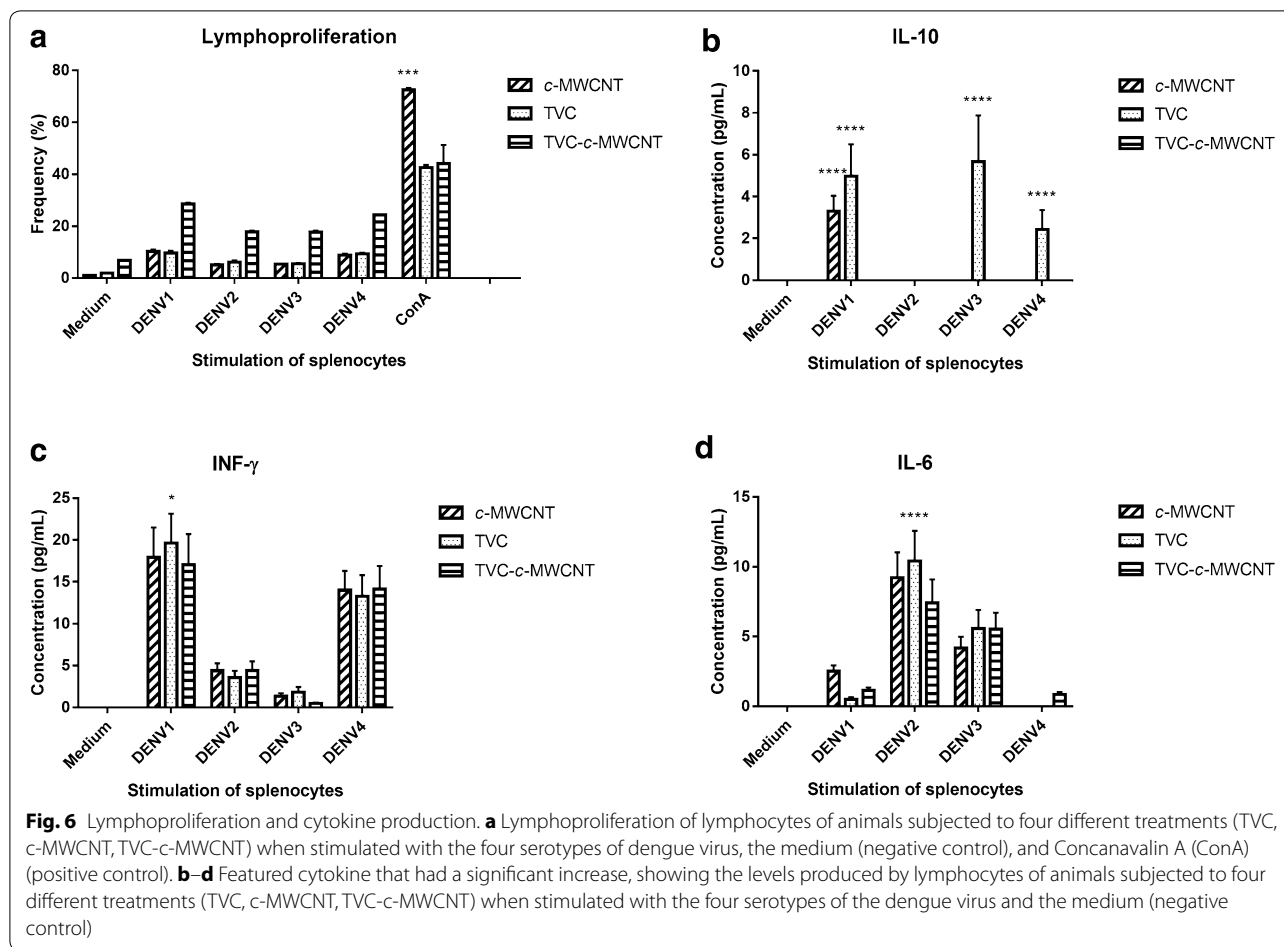 a
Lymphoproliferation
Frequency (%)
80
60
40
20
0
***
Medium
DENV1
DENV2
DENV3
DENV4
ConA
Stimulation of splenocytes
c-MWCNT
TVC
TVC-c-MWCNT
b
IL-10
Concentration (pg/mL)
10
8
6
4
2
0
****
****
****
****
Medium
DENV1
DENV2
DENV3
DENV4
Stimulation of splenocytes
c-MWCNT
TVC
TVC-c-MWCNT
c
INF-γ
Concentration (pg/mL)
25
20
15
10
5
0
*
Medium
DENV1
DENV2
DENV3
DENV4
Stimulation of splenocytes
c-MWCNT
TVC
TVC-c-MWCNT
d
IL-6
Concentration (pg/mL)
15
10
5
0
****
Medium
DENV1
DENV2
DENV3
DENV4
Stimulation of splenocytes
c-MWCNT
TVC
TVC-c-MWCNT
Fig. 6 Lymphoproliferation and cytokine production. a Lymphoproliferation of lymphocytes of animals subjected to four different treatments (TVC,
c-MWCNT, TVC-c-MWCNT) when stimulated with the four serotypes of dengue virus, the medium (negative control), and Concanavalin A (ConA)
(positive control). b–d Featured cytokine that had a significant increase, showing the levels produced by lymphocytes of animals subjected to four
different treatments (TVC, c-MWCNT, TVC-c-MWCNT) when stimulated with the four serotypes of the dengue virus and the medium (negative
control)